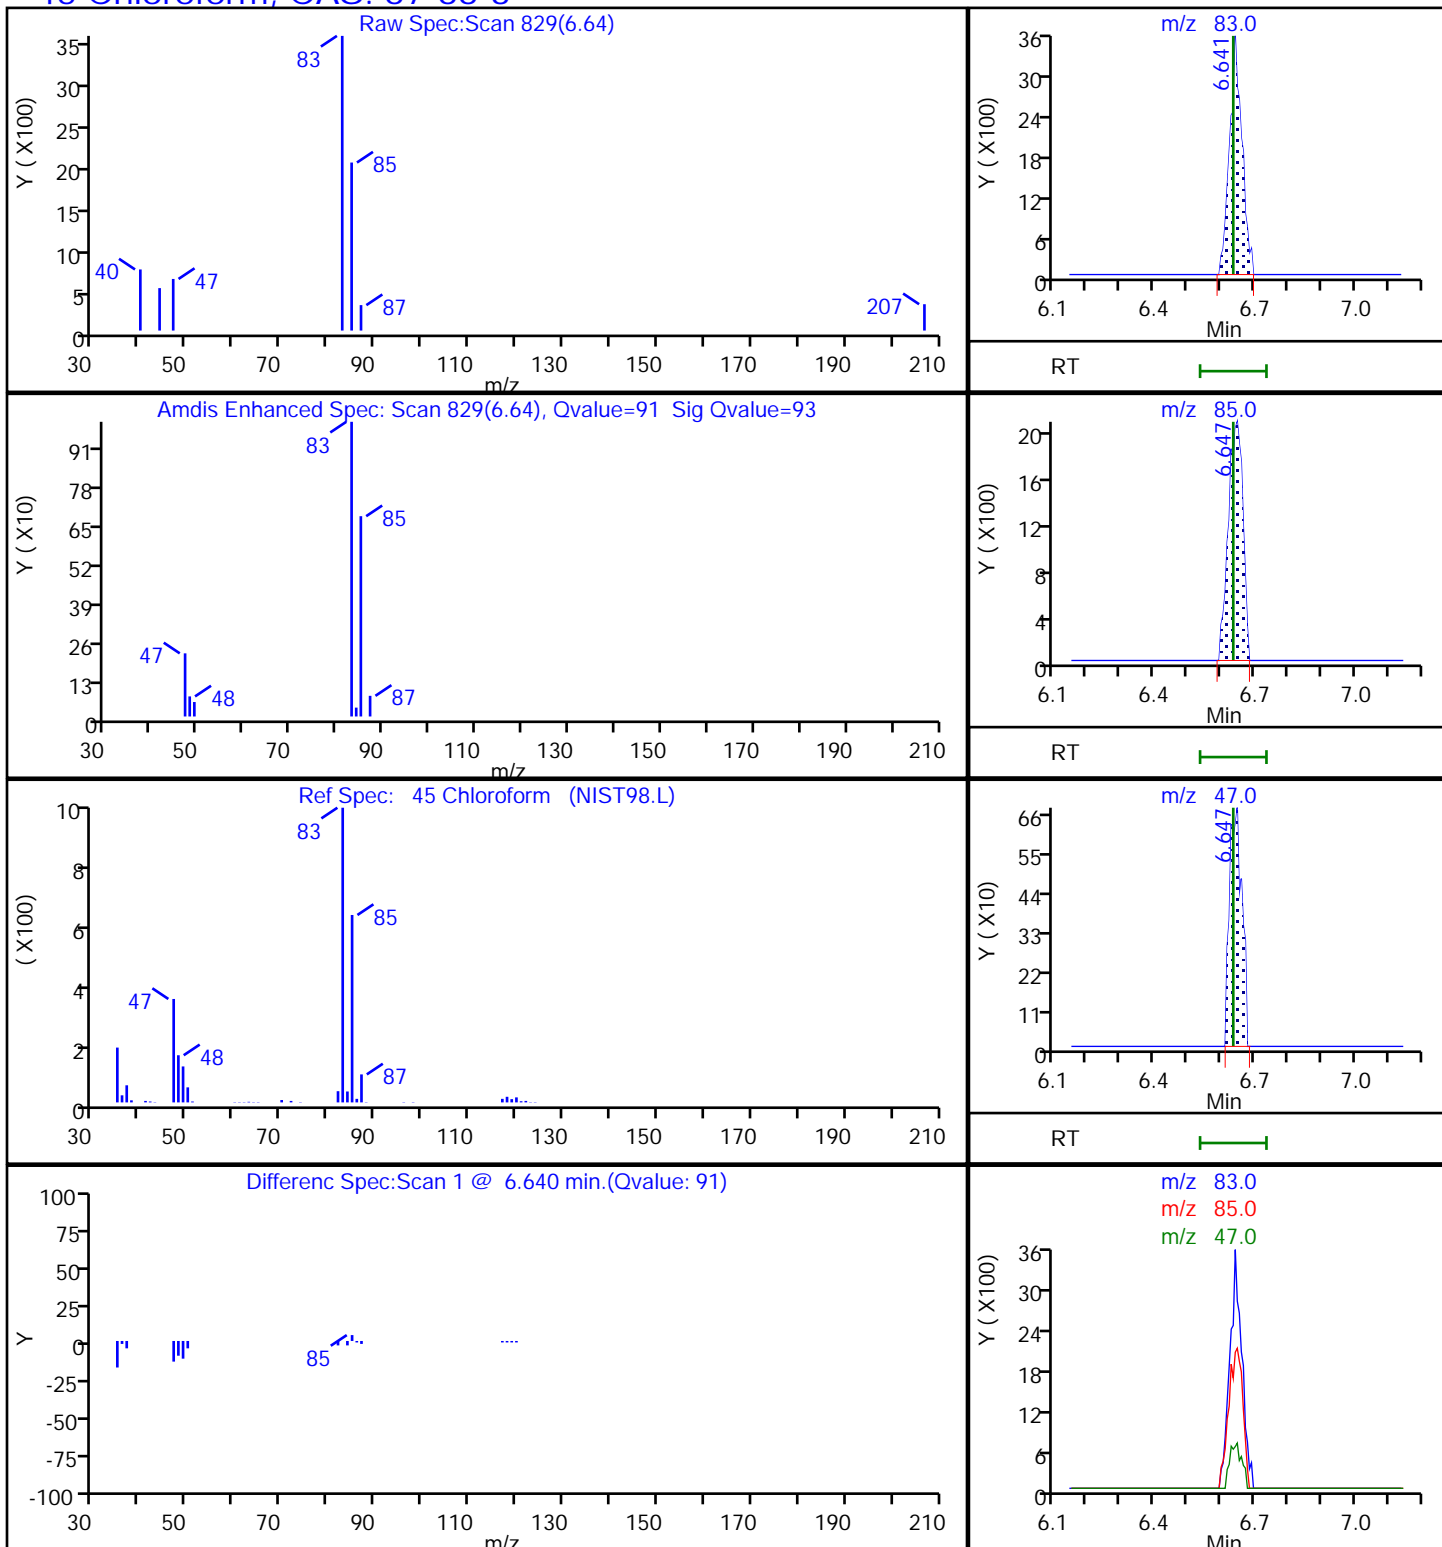 45 Chloroform, CAS: 67-66-3
Raw Spec:Scan 829(6.64)
Y ( X100)
35
30
25
20
15
10
5
0
83
85
40
47
87
207
30 50 70 90 110 130 150 170 190 210
m/z
m/z 83.0
Y ( X100)
36
30
24
18
12
6
0
6.641
6.1 6.4 6.7 7.0
Min
RT
Amdis Enhanced Spec: Scan 829(6.64), Qvalue=91 Sig Qvalue=93
Y ( X10)
91
78
65
52
39
26
13
0
83
85
47
48
87
30 50 70 90 110 130 150 170 190 210
m/z
m/z 85.0
Y ( X100)
20
16
12
8
4
0
6.647
6.1 6.4 6.7 7.0
Min
RT
Ref Spec: 45 Chloroform (NIST98.L)
( X100)
10
8
6
4
2
0
83
85
47
48
87
30 50 70 90 110 130 150 170 190 210
m/z 47.0
Y ( X10)
66
55
44
33
22
11
0
6.647
6.1 6.4 6.7 7.0
Min
RT
Differenc Spec:Scan 1 @ 6.640 min.(Qvalue: 91)
Y
100
75
50
25
0
-25
-50
-75
-100
85
30 50 70 90 110 130 150 170 190 210
m/z
m/z 83.0
m/z 85.0
m/z 47.0
Y ( X100)
36
30
24
18
12
6
0
6.1 6.4 6.7 7.0
Min